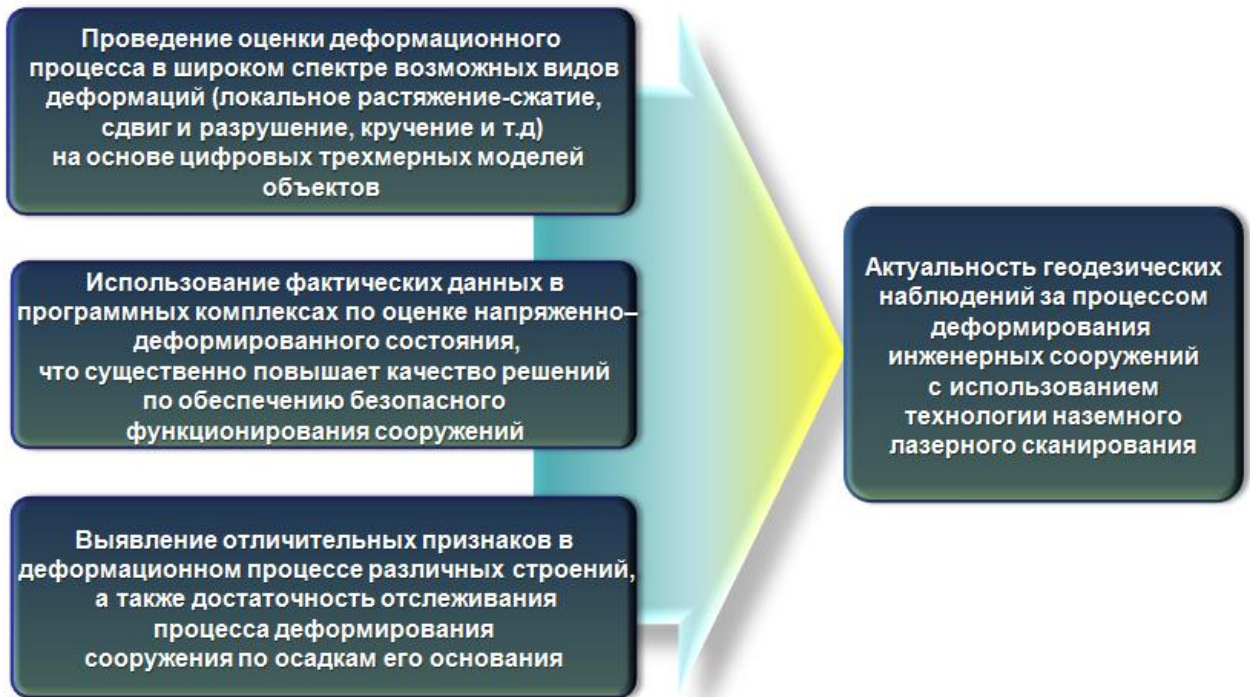 Проведение оценки деформационного
процесса в широком спектре возможных видов
деформаций (локальное растяжение-сжатие,
сдвиг и разрушение, кручение и т.д)
на основе цифровых трехмерных моделей
объектов
Использование фактических данных в
программных комплексах по оценке напряженно–
деформированного состояния,
что существенно повышает качество решений
по обеспечению безопасного
функционирования сооружений
Выявление отличительных признаков в
деформационном процессе различных строений,
а также достаточность отслеживания
процесса деформирования
сооружения по осадкам его основания
Актуальность геодезических
наблюдений за процессом
деформирования
инженерных сооружений
с использованием
технологии наземного
лазерного сканирования